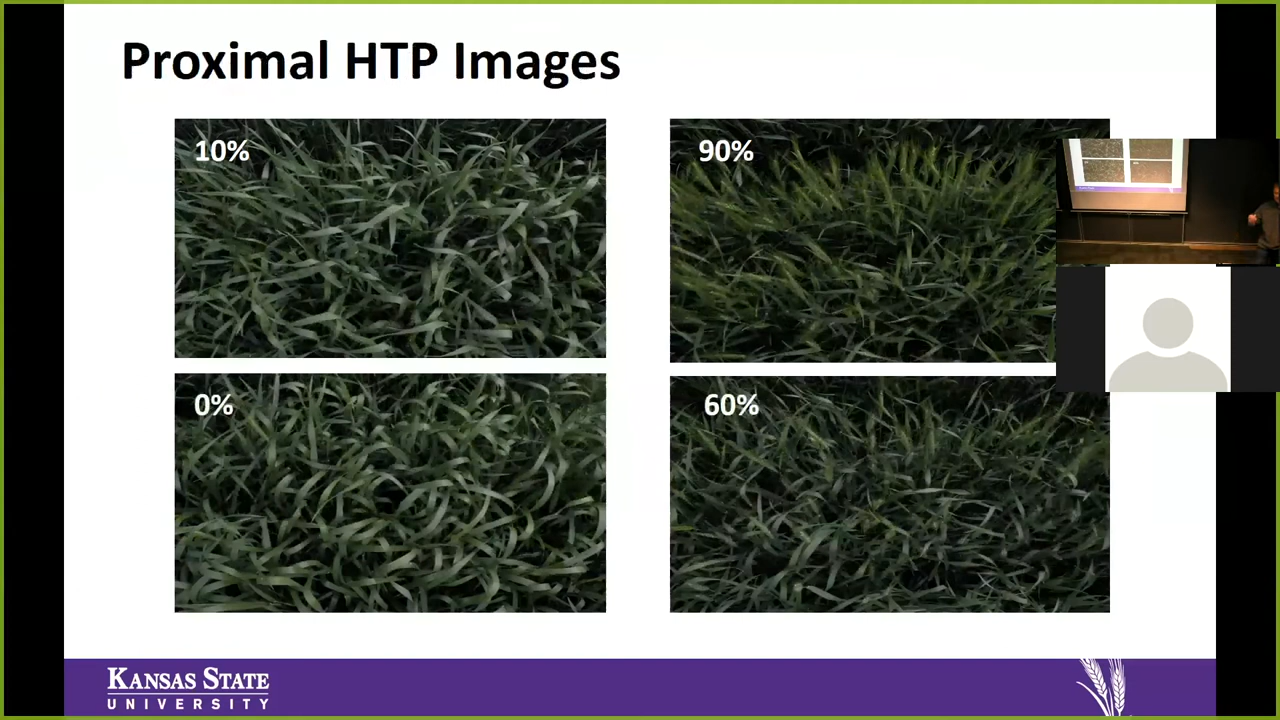 Proximal HTP Images
10%
90%
0%
60%
KANSAS STATE
UNIVERSITY